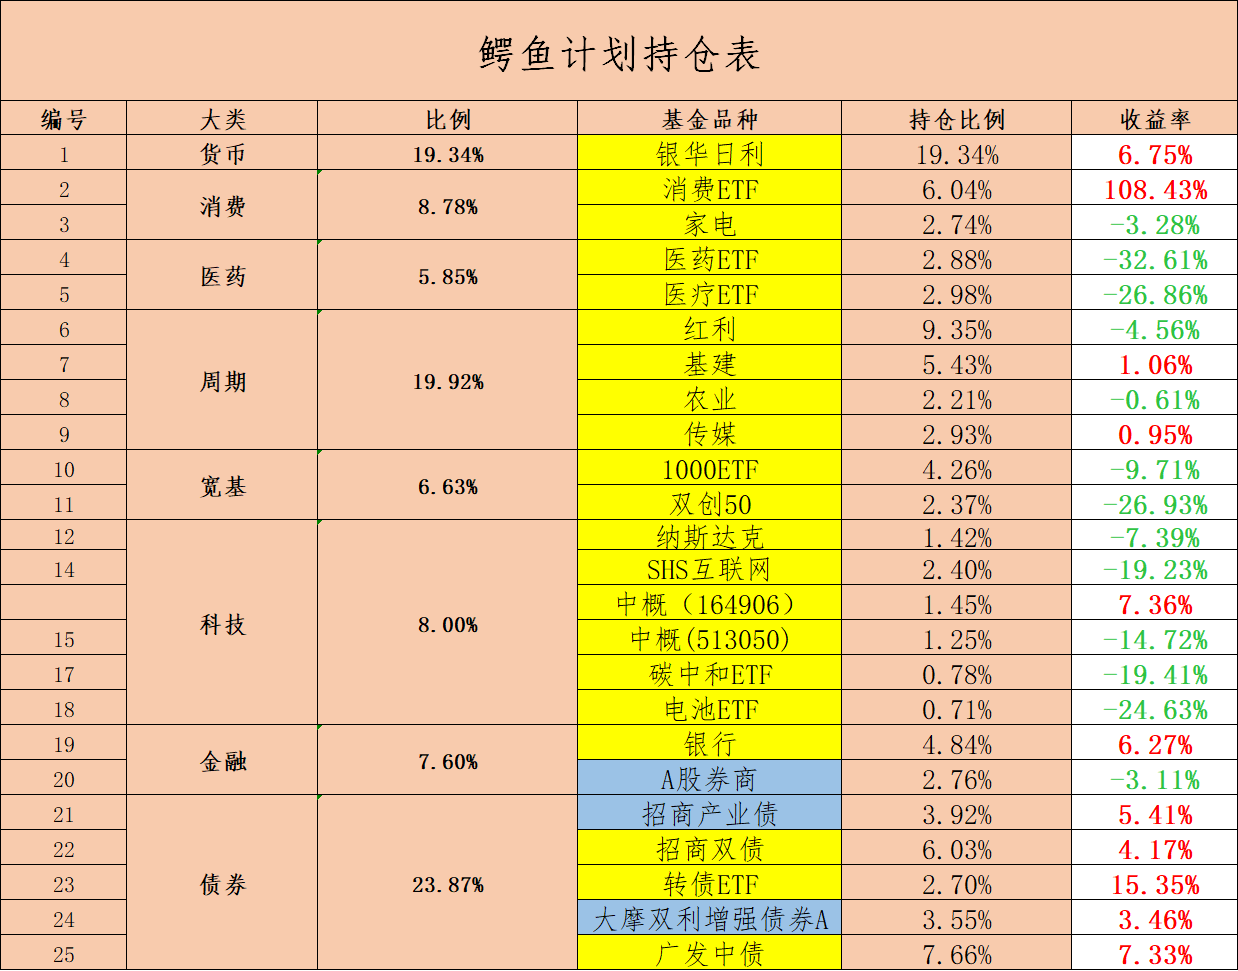 鳄鱼计划持仓表
编号 大类 比例 基金品种 持仓比例 收益率
1 货币 19.34% 银华日利 19.34% 6.75%
2 消费 8.78% 消费ETF 6.04% 108.43%
3 家电 2.74% -3.28%
4 医药 5.85% 医药ETF 2.88% -32.61%
5 医疗ETF 2.98% -26.86%
6 周期 19.92% 红利 9.35% -4.56%
7 基建 5.43% 1.06%
8 农业 2.21% -0.61%
9 传媒 2.93% 0.95%
10 宽基 6.63% 1000ETF 4.26% -9.71%
11 双创50 2.37% -26.93%
12 科技 8.00% 纳斯达克 1.42% -7.39%
14 SHS互联网 2.40% -19.23%
中概（164906） 1.45% 7.36%
15 中概(513050) 1.25% -14.72%
17 碳中和ETF 0.78% -19.41%
18 电池ETF 0.71% -24.63%
19 金融 7.60% 银行 4.84% 6.27%
20 A股券商 2.76% -3.11%
21 债券 23.87% 招商产业债 3.92% 5.41%
22 招商双债 6.03% 4.17%
23 转债ETF 2.70% 15.35%
24 大摩双利增强债券A 3.55% 3.46%
25 广发中债 7.66% 7.33%